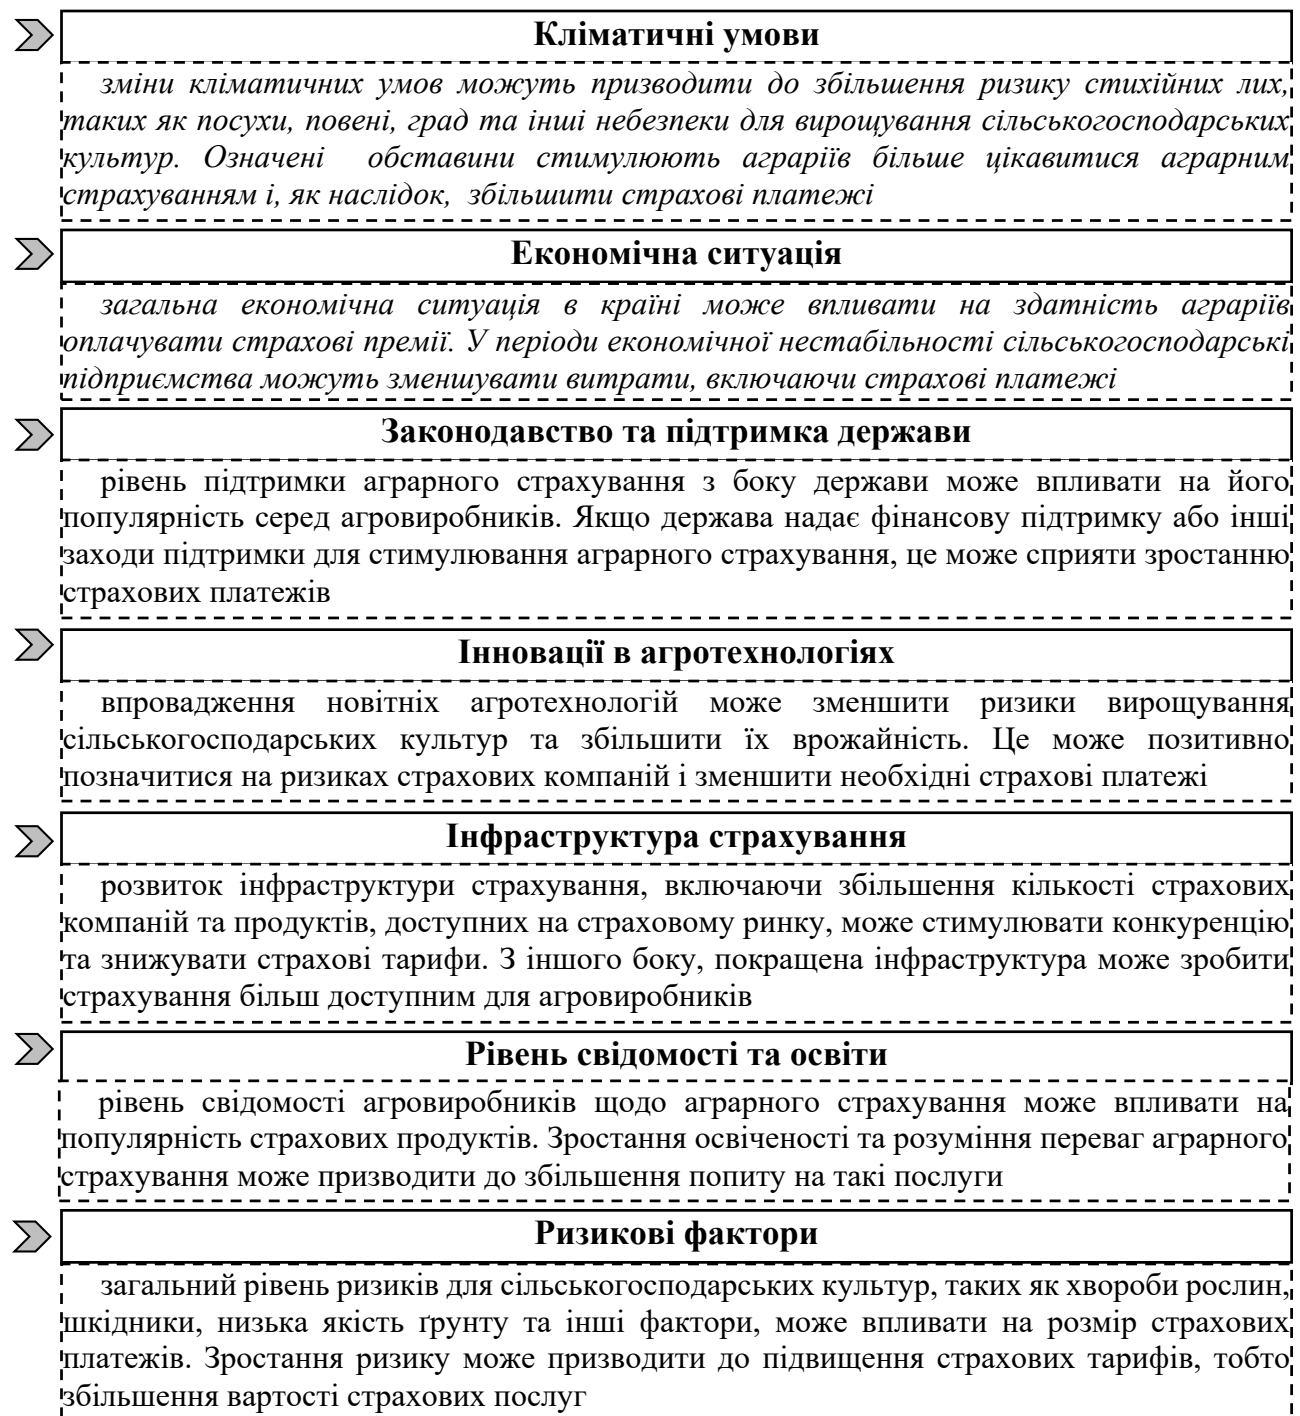 Кліматичні умови
зміни кліматичних умов можуть призводити до збільшення ризику стихійних лих,
таких як посухи, повені, град та інші небезпеки для вирощування сільськогосподарських
культур. Означені обставини стимулюють аграріїв більше цікавитися аграрним
страхуванням і, як наслідок, збільшити страхові платежі
Економічна ситуація
загальна економічна ситуація в країні може впливати на здатність аграріїв
оплачувати страхові премії. У періоди економічної нестабільності сільськогосподарські
підприємства можуть зменшувати витрати, включаючи страхові платежі
Законодавство та підтримка держави
рівень підтримки аграрного страхування з боку держави може впливати на його
популярність серед агровиробників. Якщо держава надає фінансову підтримку або інші
заходи підтримки для стимулювання аграрного страхування, це може сприяти зростанню
страхових платежів
Інновації в агротехнологіях
впровадження новітніх агротехнологій може зменшити ризики вирощування
сільськогосподарських культур та збільшити їх врожайність. Це може позитивно
позначитися на ризиках страхових компаній і зменшити необхідні страхові платежі
Інфраструктура страхування
розвиток інфраструктури страхування, включаючи збільшення кількості страхових
компаній та продуктів, доступних на страховому ринку, може стимулювати конкуренцію
та знижувати страхові тарифи. З іншого боку, покращена інфраструктура може зробити
страхування більш доступним для агровиробників
Рівень свідомості та освіти
рівень свідомості агровиробників щодо аграрного страхування може впливати на
популярність страхових продуктів. Зростання освіченості та розуміння переваг аграрного
страхування може призводити до збільшення попиту на такі послуги
Ризикові фактори
загальний рівень ризиків для сільськогосподарських культур, таких як хвороби рослин,
шкідники, низька якість ґрунту та інші фактори, може впливати на розмір страхових
платежів. Зростання ризику може призводити до підвищення страхових тарифів, тобто
збільшення вартості страхових послуг